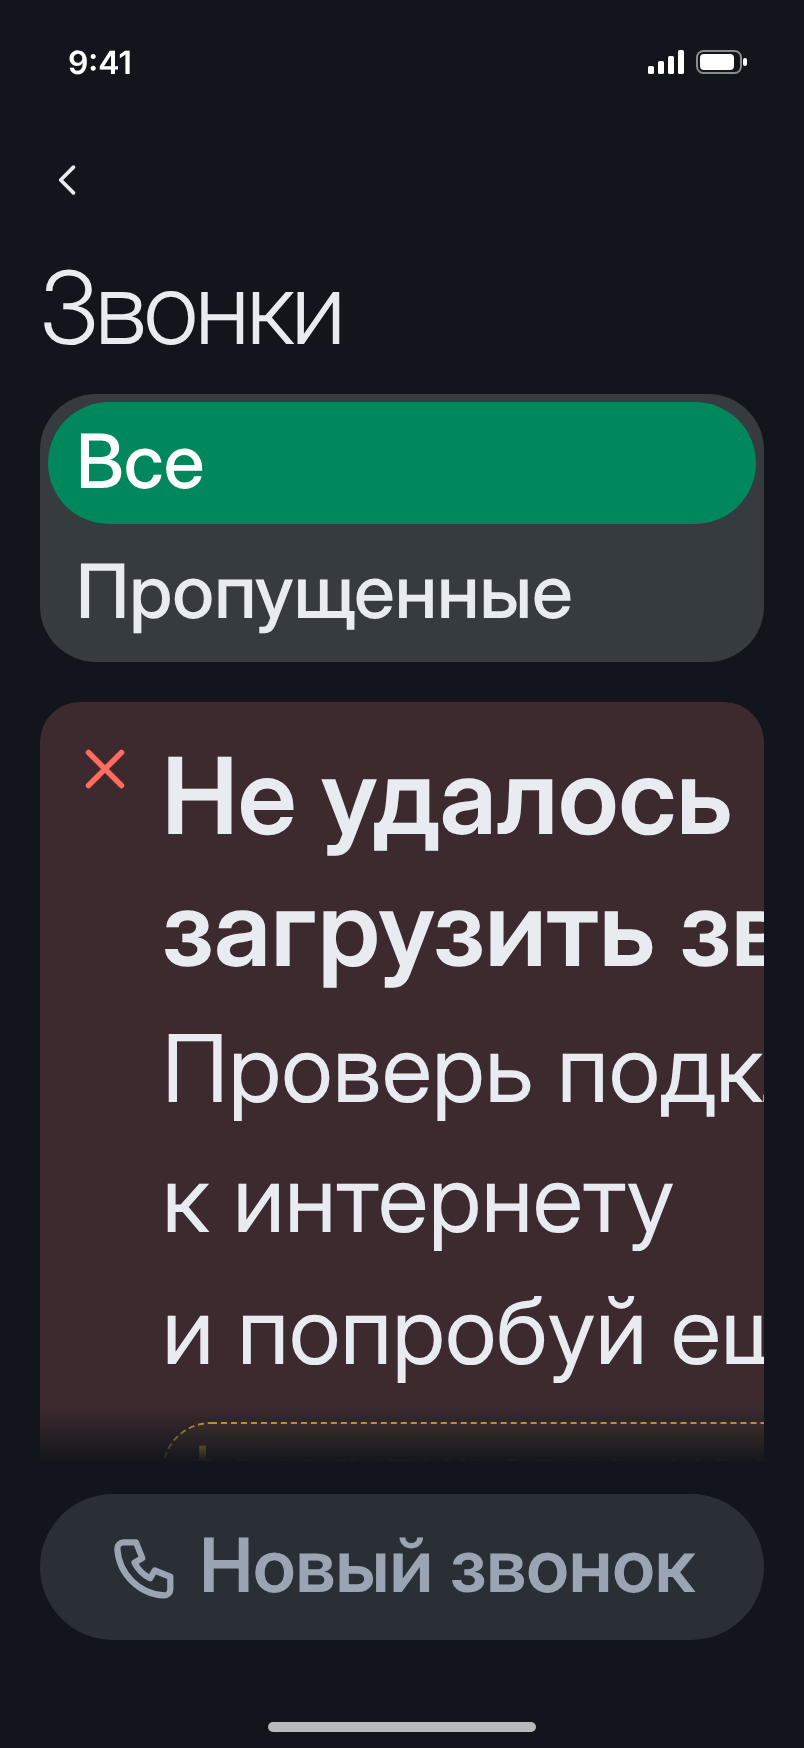 9:41
Звонки
Все
Пропущенные
Не удалось
загрузить
Проверь
к интернету
и попробуй
Новый звонок